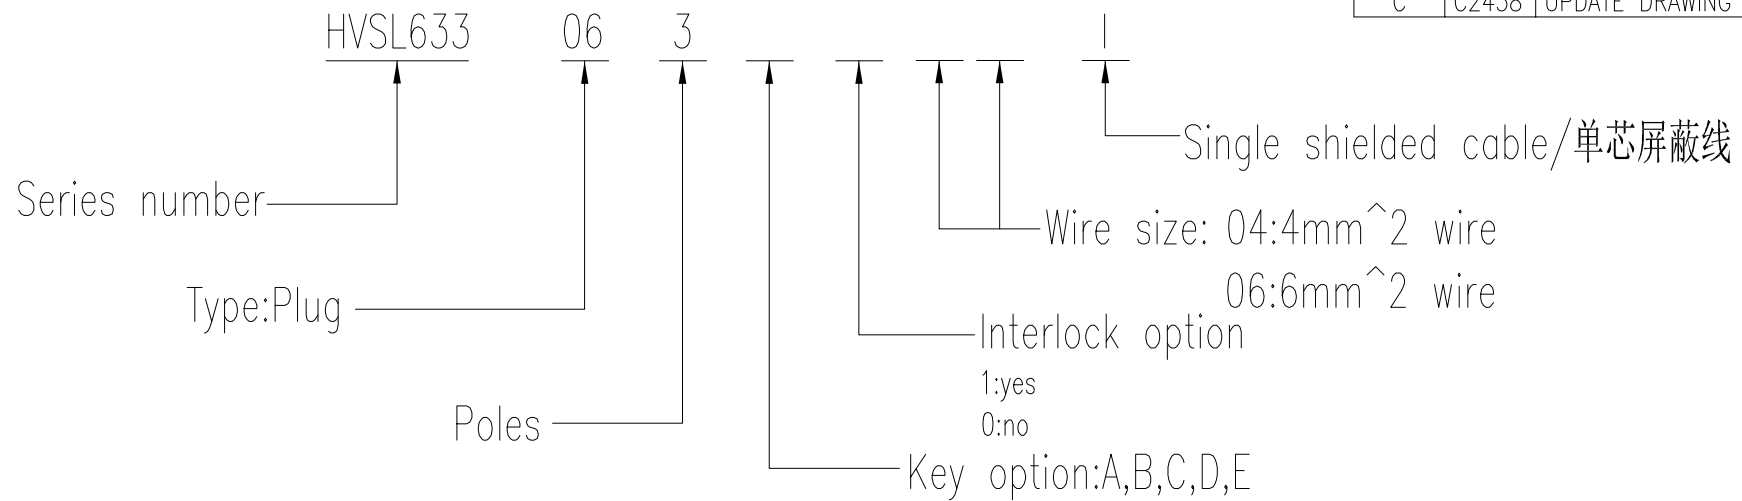 C C2438 UPDATE DRAWING
HVSL633 06 3 1
Single shielded cable/单芯屏蔽线
Series number
Wire size: 04:4mm^2 wire
06:6mm^2 wire
Type:Plug
Interlock option
1:yes
0:no
Poles
Key option:A,B,C,D,E